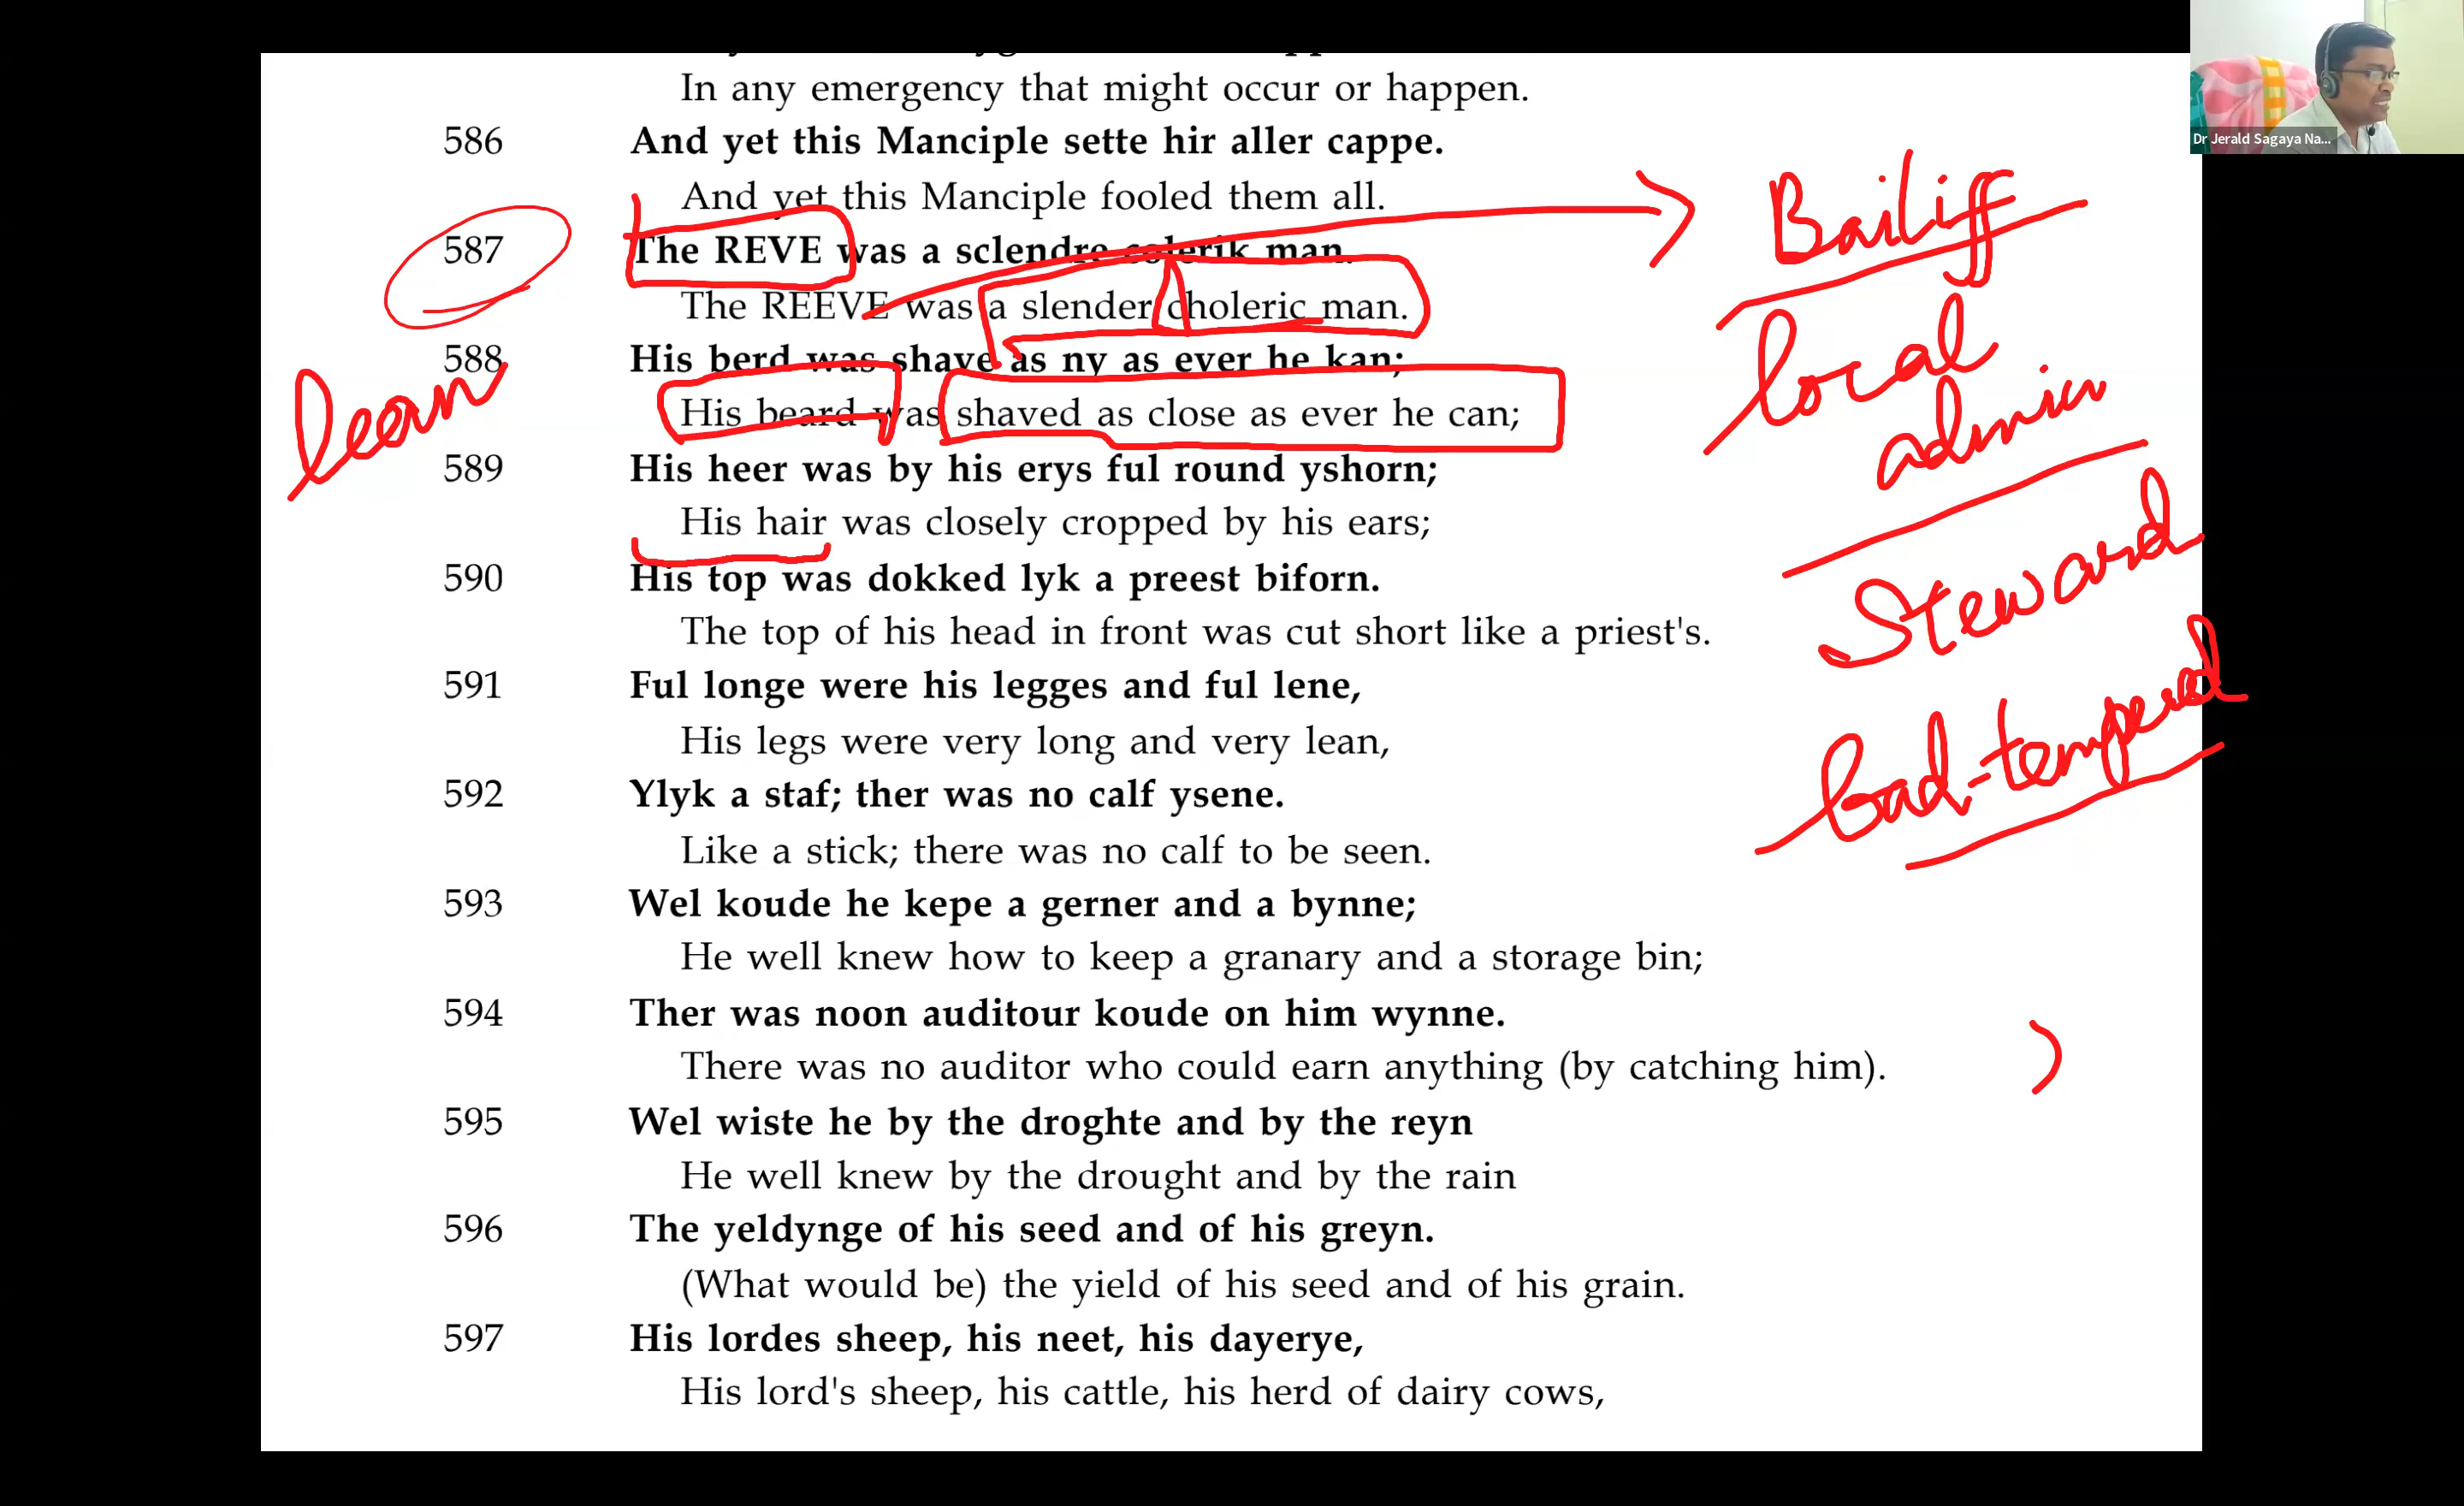 In any emergency that might occur or happen.
586 And yet this Manciple sette hir aller cappe.
And yet this Manciple fooled them all.
587 The REVE was a sclendre colerik man.
The REEVE was a slender choleric man.
588 His berd was shave as ny as ever he kan;
His beard was shaved as close as ever he can;
589 His heer was by his erys ful round yshorn;
His hair was closely cropped by his ears;
590 His top was dokked lyk a preest biforn.
The top of his head in front was cut short like a priest's.
591 Ful longe were his legges and ful lene,
His legs were very long and very lean,
592 Ylyk a staf; ther was no calf ysene.
Like a stick; there was no calf to be seen.
593 Wel koude he kepe a gerner and a bynne;
He well knew how to keep a granary and a storage bin;
594 Ther was noon auditour koude on him wynne.
There was no auditor who could earn anything (by catching him).
595 Wel wiste he by the droghte and by the reyn
He well knew by the drought and by the rain
596 The yeldynge of his seed and of his greyn.
(What would be) the yield of his seed and of his grain.
597 His lordes sheep, his neet, his dayerye,
His lord's sheep, his cattle, his herd of dairy cows,
lean
Bailiff
local
admin
Steward
bad-tempered
Dr Jerald Sagaya Na...